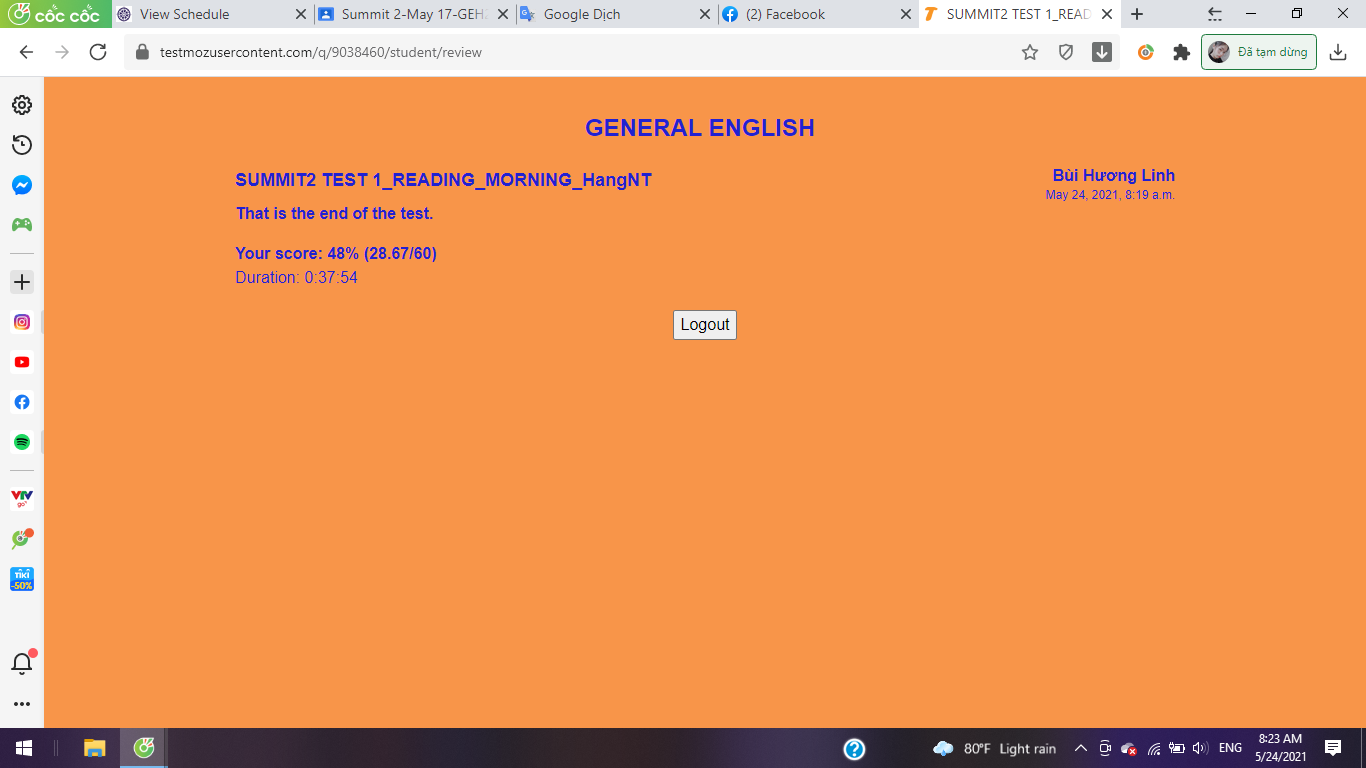 cốc cốc
View Schedule
Summit 2-May 17-GEH
Google Dịch
(2) Facebook
SUMMIT2 TEST 1_READ
testmozusercontent.com/q/9038460/student/review
Đã tạm dừng
GENERAL ENGLISH
SUMMIT2 TEST 1_READING_MORNING_HangNT
Bùi Hương Linh
May 24, 2021, 8:19 a.m.
That is the end of the test.
Your score: 48% (28.67/60)
Duration: 0:37:54
Logout
VTV
go
TIKI
-50%
80°F Light rain
ENG
8:23 AM
5/24/2021